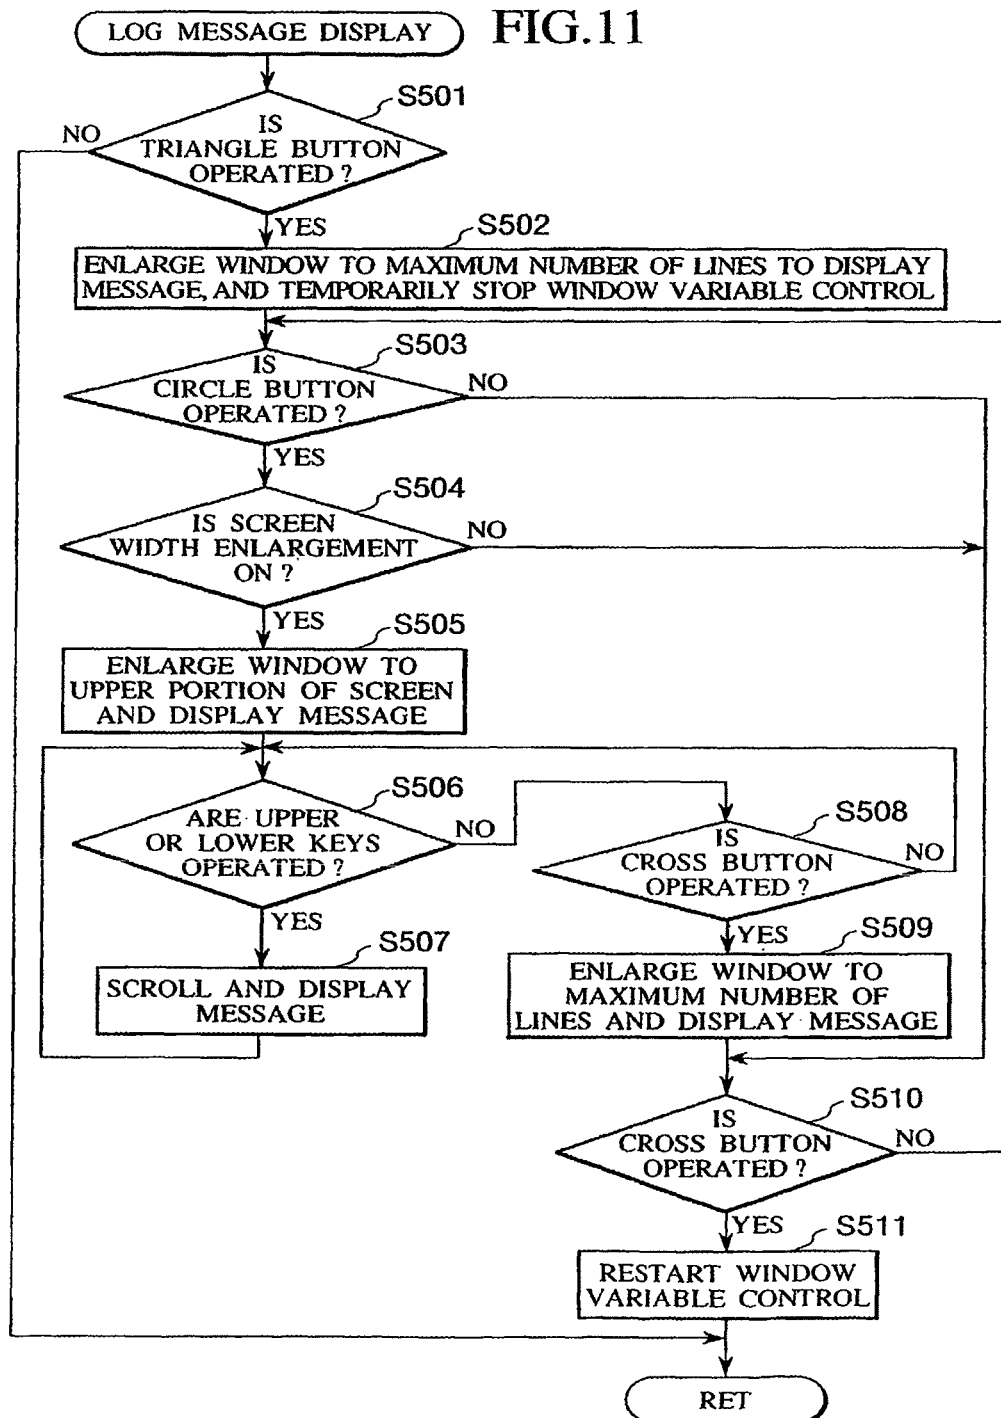 LOG MESSAGE DISPLAY
FIG.11
S501
IS
TRIANGLE BUTTON
OPERATED ?
NO
YES
S502
ENLARGE WINDOW TO MAXIMUM NUMBER OF LINES TO DISPLAY
MESSAGE, AND TEMPORARILY STOP WINDOW VARIABLE CONTROL
S503
IS
CIRCLE BUTTON
OPERATED ?
NO
YES
S504
IS SCREEN
WIDTH ENLARGEMENT
ON ?
NO
YES
S505
ENLARGE WINDOW TO
UPPER PORTION OF SCREEN
AND DISPLAY MESSAGE
S506
ARE UPPER
OR LOWER KEYS
OPERATED ?
NO
YES
S507
SCROLL AND DISPLAY
MESSAGE
S508
IS
CROSS BUTTON
OPERATED ?
NO
YES
S509
ENLARGE WINDOW TO
MAXIMUM NUMBER OF
LINES AND DISPLAY MESSAGE
S510
IS
CROSS BUTTON
OPERATED ?
NO
YES
S511
RESTART WINDOW
VARIABLE CONTROL
RET